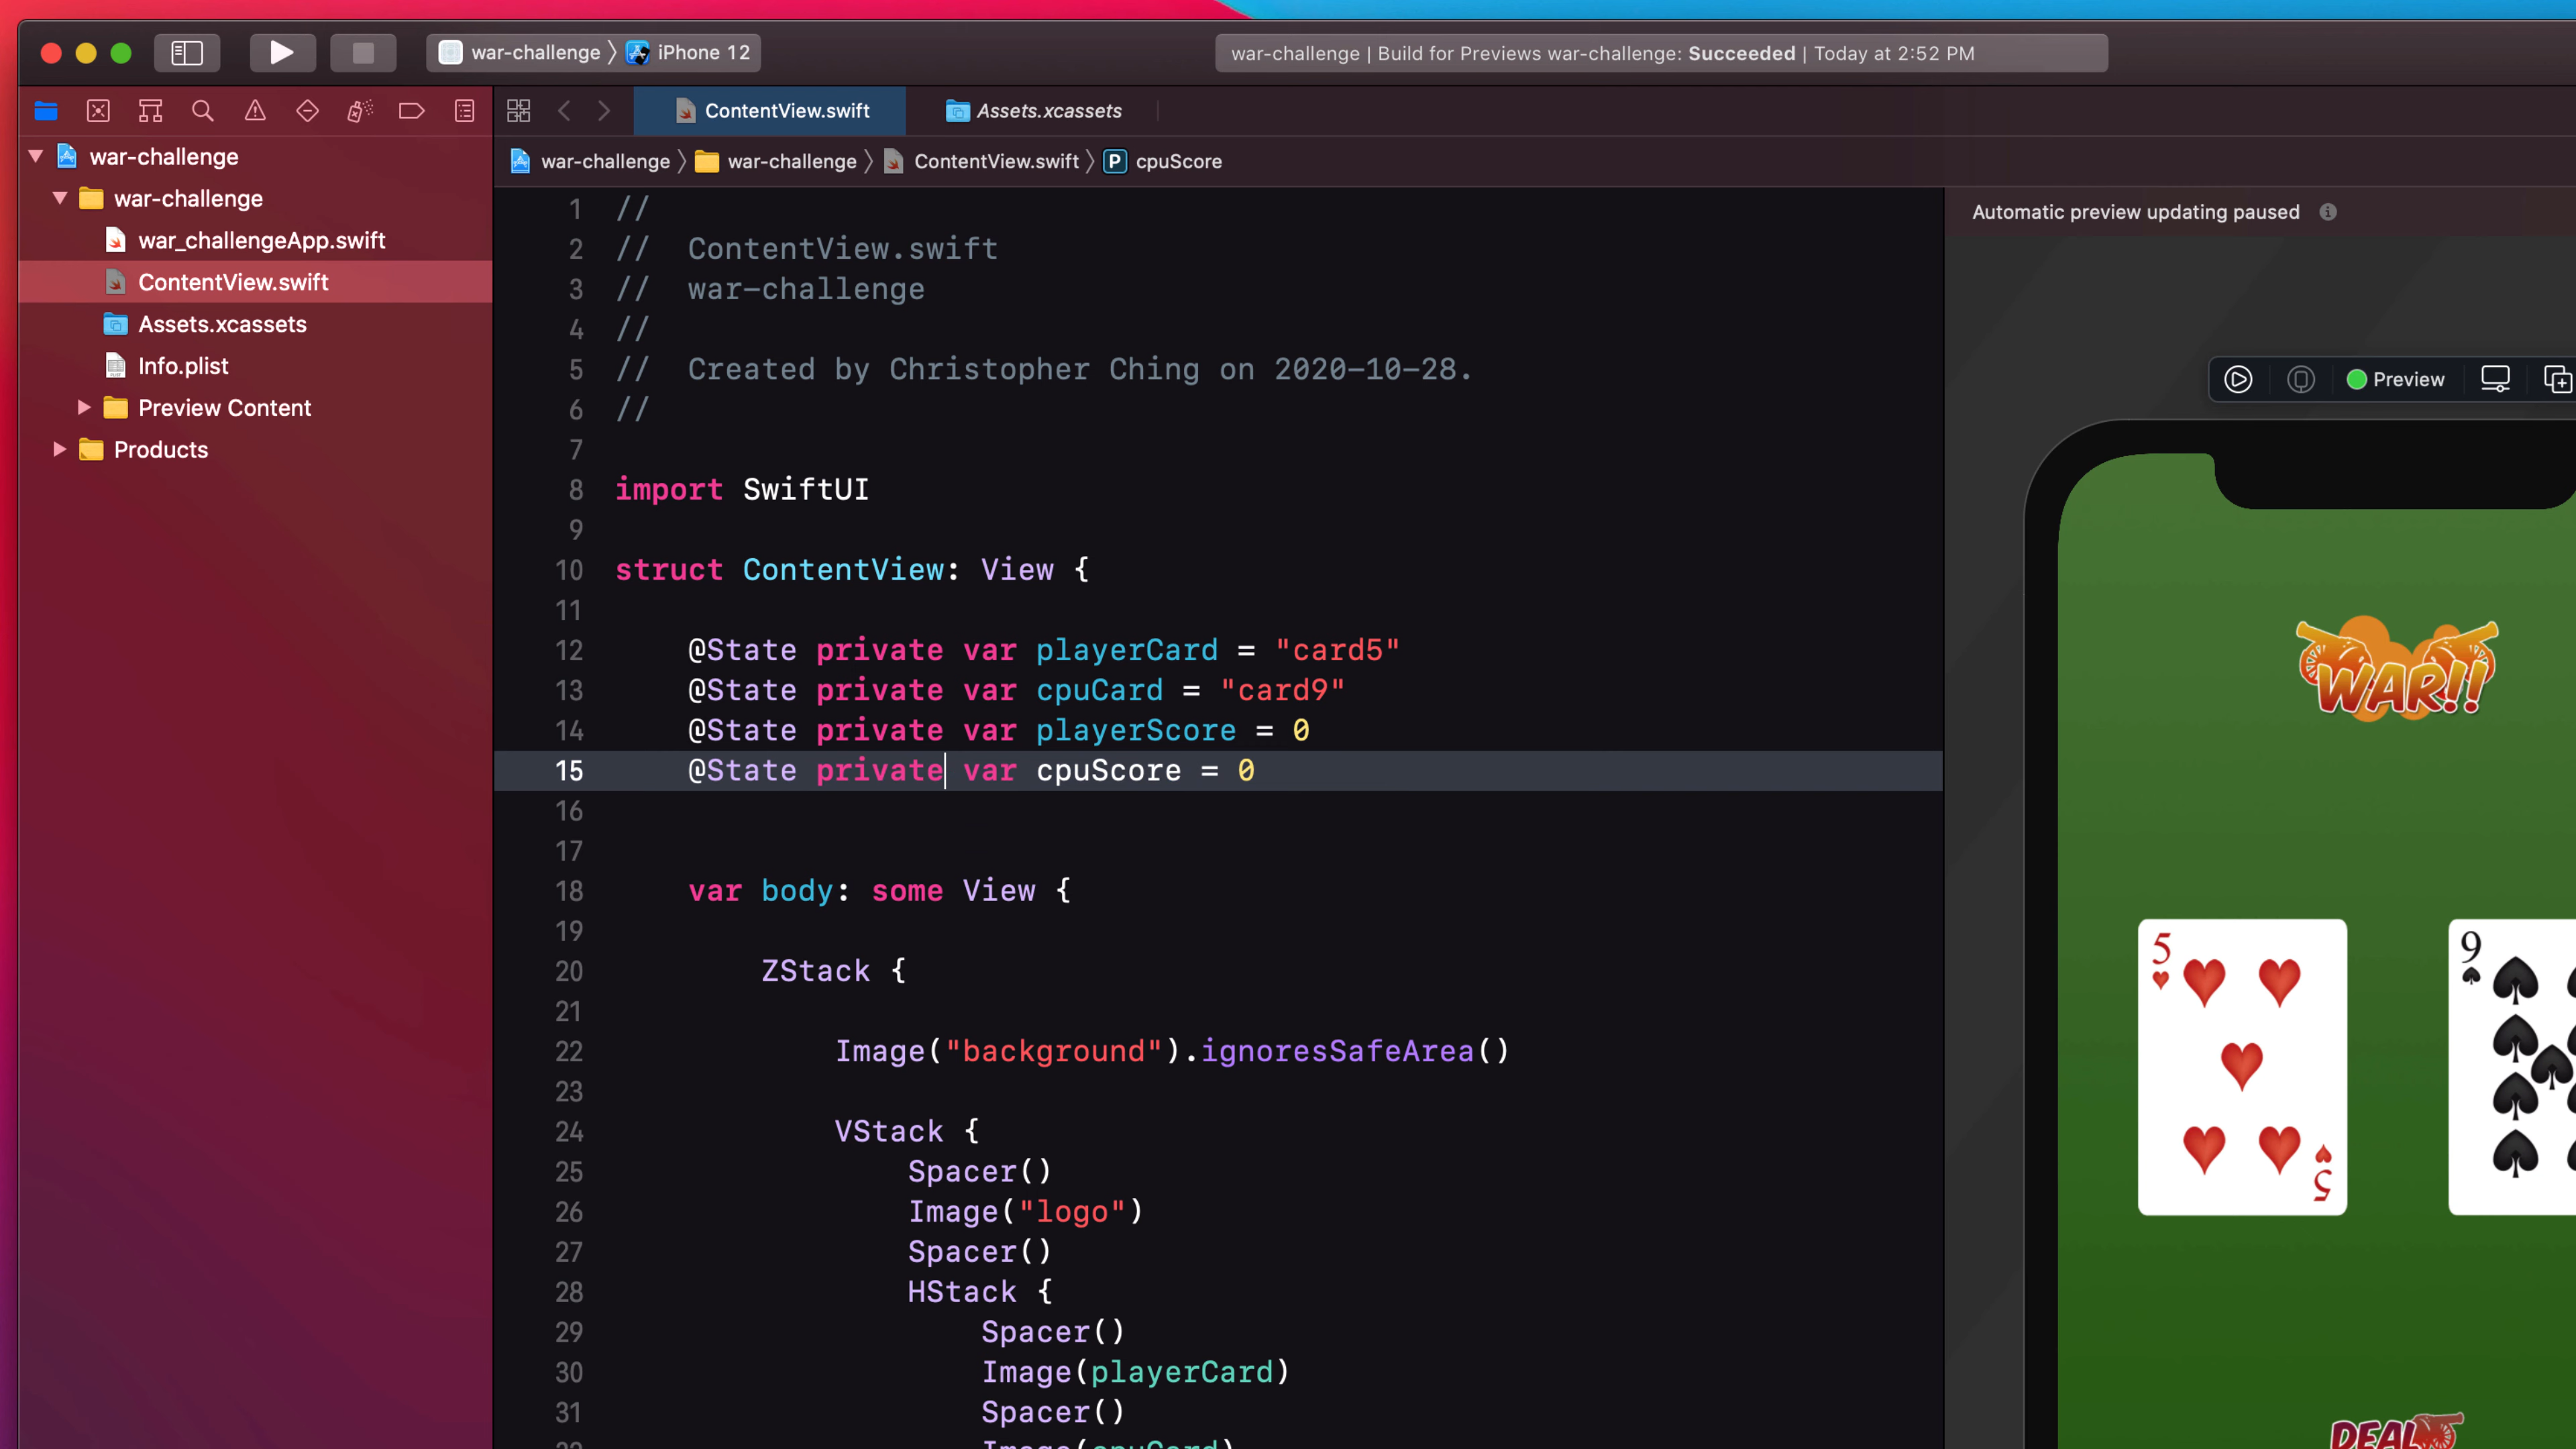 war-challenge 〉 iPhone 12
war-challenge | Build for Previews war-challenge: Succeeded | Today at 2:52 PM
ContentView.swift
Assets.xcassets
war-challenge
war-challenge
war_challengeApp.swift
ContentView.swift
Assets.xcassets
Info.plist
Preview Content
Products
war-challenge 〉 war-challenge 〉 ContentView.swift 〉 P cpuScore
1 //
2 //  ContentView.swift
3 //  war-challenge
4 //
5 //  Created by Christopher Ching on 2020-10-28.
6 //
7
8 import SwiftUI
9
10 struct ContentView: View {
11
12     @State private var playerCard = "card5"
13     @State private var cpuCard = "card9"
14     @State private var playerScore = 0
15     @State private var cpuScore = 0
16
17
18     var body: some View {
19
20         ZStack {
21
22             Image("background").ignoresSafeArea()
23
24             VStack {
25                 Spacer()
26                 Image("logo")
27                 Spacer()
28                 HStack {
29                     Spacer()
30                     Image(playerCard)
31                     Spacer()
Image(cpuCard)
Automatic preview updating paused
Preview
WAR!!
5
9
5
DEAL